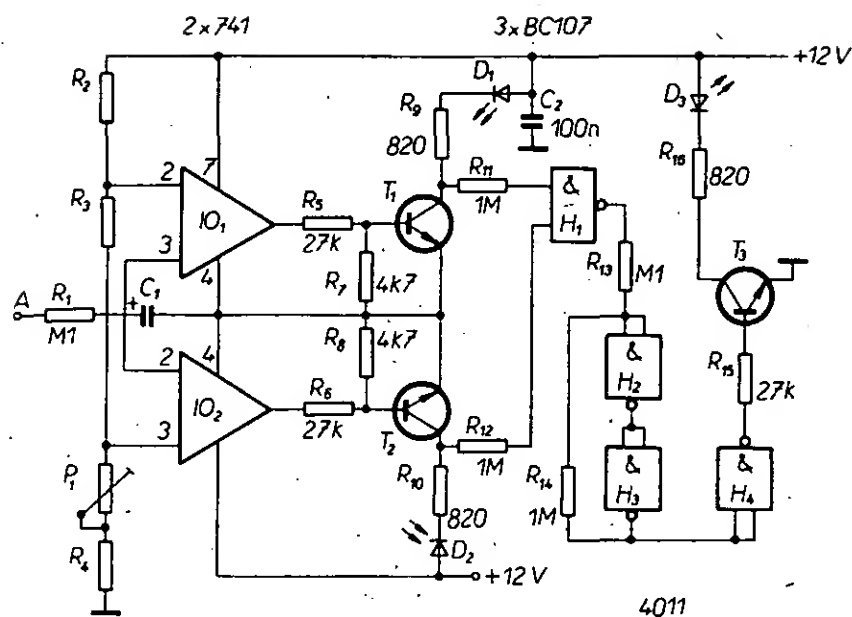 2×741
3×BC107
+12V
R2
D1
D3
R9
820
C2
100n
R16
820
2
7
R3
IO1
R5
27k
T1
R11
1M
&
H1
3
4
R7
4k7
R13
M1
T3
A
R1
M1
+
C1
R8
4k7
&
H2
R15
27k
2
4
IO2
R6
27k
T2
R12
1M
3
P1
R10
820
R14
1M
&
H3
&
H4
R4
D2
+12V
4011